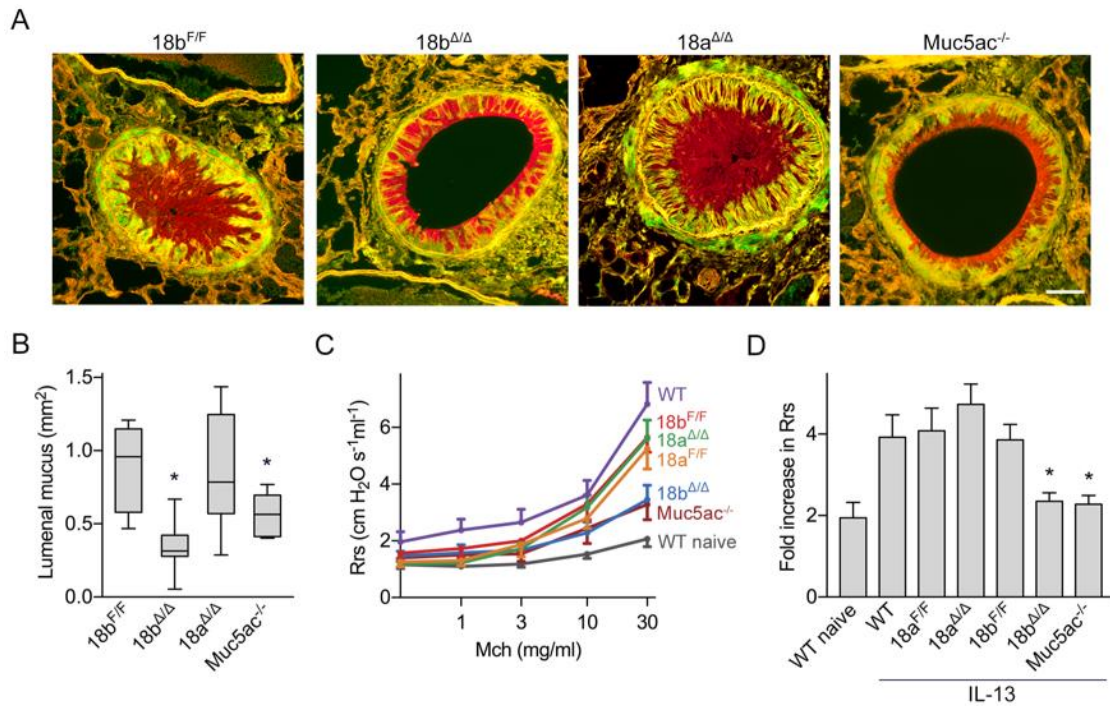 A
18b^F/F 18b^Δ/Δ 18a^Δ/Δ Muc5ac^-/-
B
Lumenal mucus (mm²)
1.5
1.0
0.5
0.0
* *
18b^F/F 18b^Δ/Δ 18a^Δ/Δ Muc5ac^-/-
C
Rrs (cm H₂O s⁻¹ml⁻¹)
6
4
2
0
WT
18b^F/F
18a^Δ/Δ
18a^F/F
18b^Δ/Δ
Muc5ac^-/-
WT naive
1 3 10 30
Mch (mg/ml)
D
Fold increase in Rrs
4
2
0
* *
WT naive WT 18a^F/F 18a^Δ/Δ 18b^F/F 18b^Δ/Δ Muc5ac^-/-
IL-13